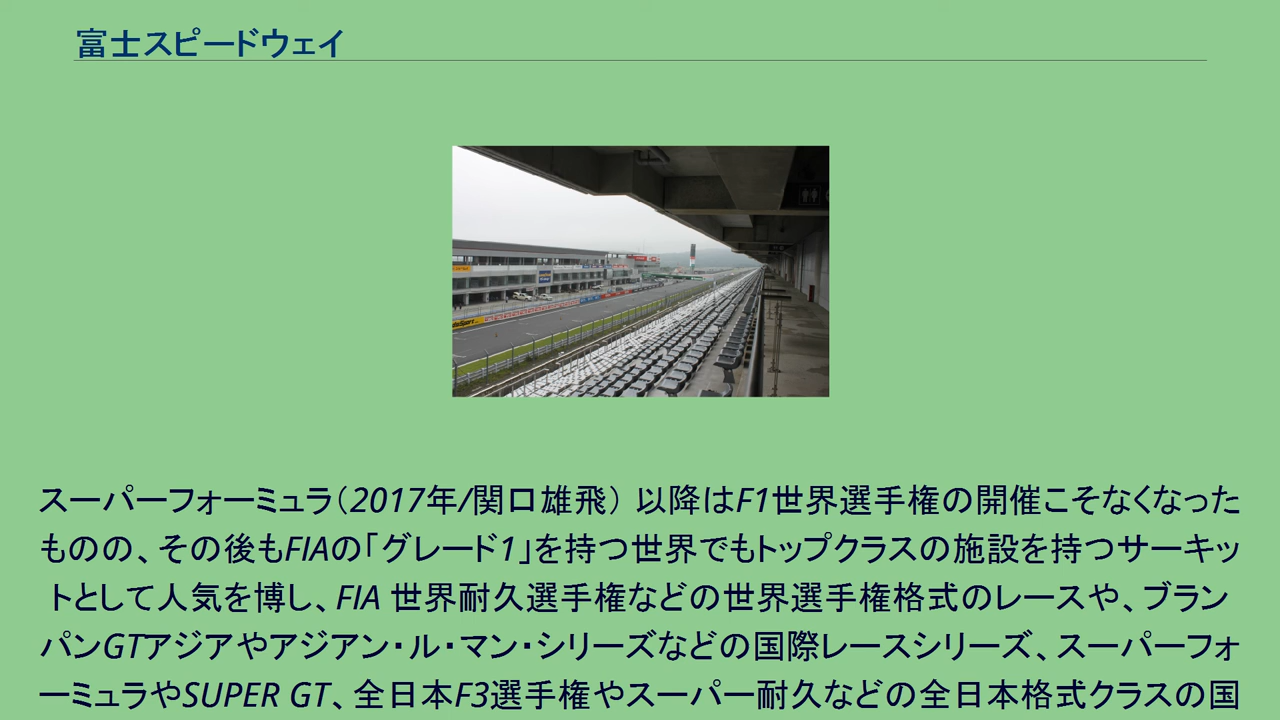 富士スピードウェイ
スーパーフォーミュラ（2017年/関口雄飛） 以降はF1世界選手権の開催こそなくなった
ものの、その後もFIAの「グレード1」を持つ世界でもトップクラスの施設を持つサーキッ
トとして人気を博し、FIA 世界耐久選手権などの世界選手権格式のレースや、ブラン
パンGTアジアやアジアン・ル・マン・シリーズなどの国際レースシリーズ、スーパーフォ
ーミュラやSUPER GT、全日本F3選手権やスーパー耐久などの全日本格式クラスの国